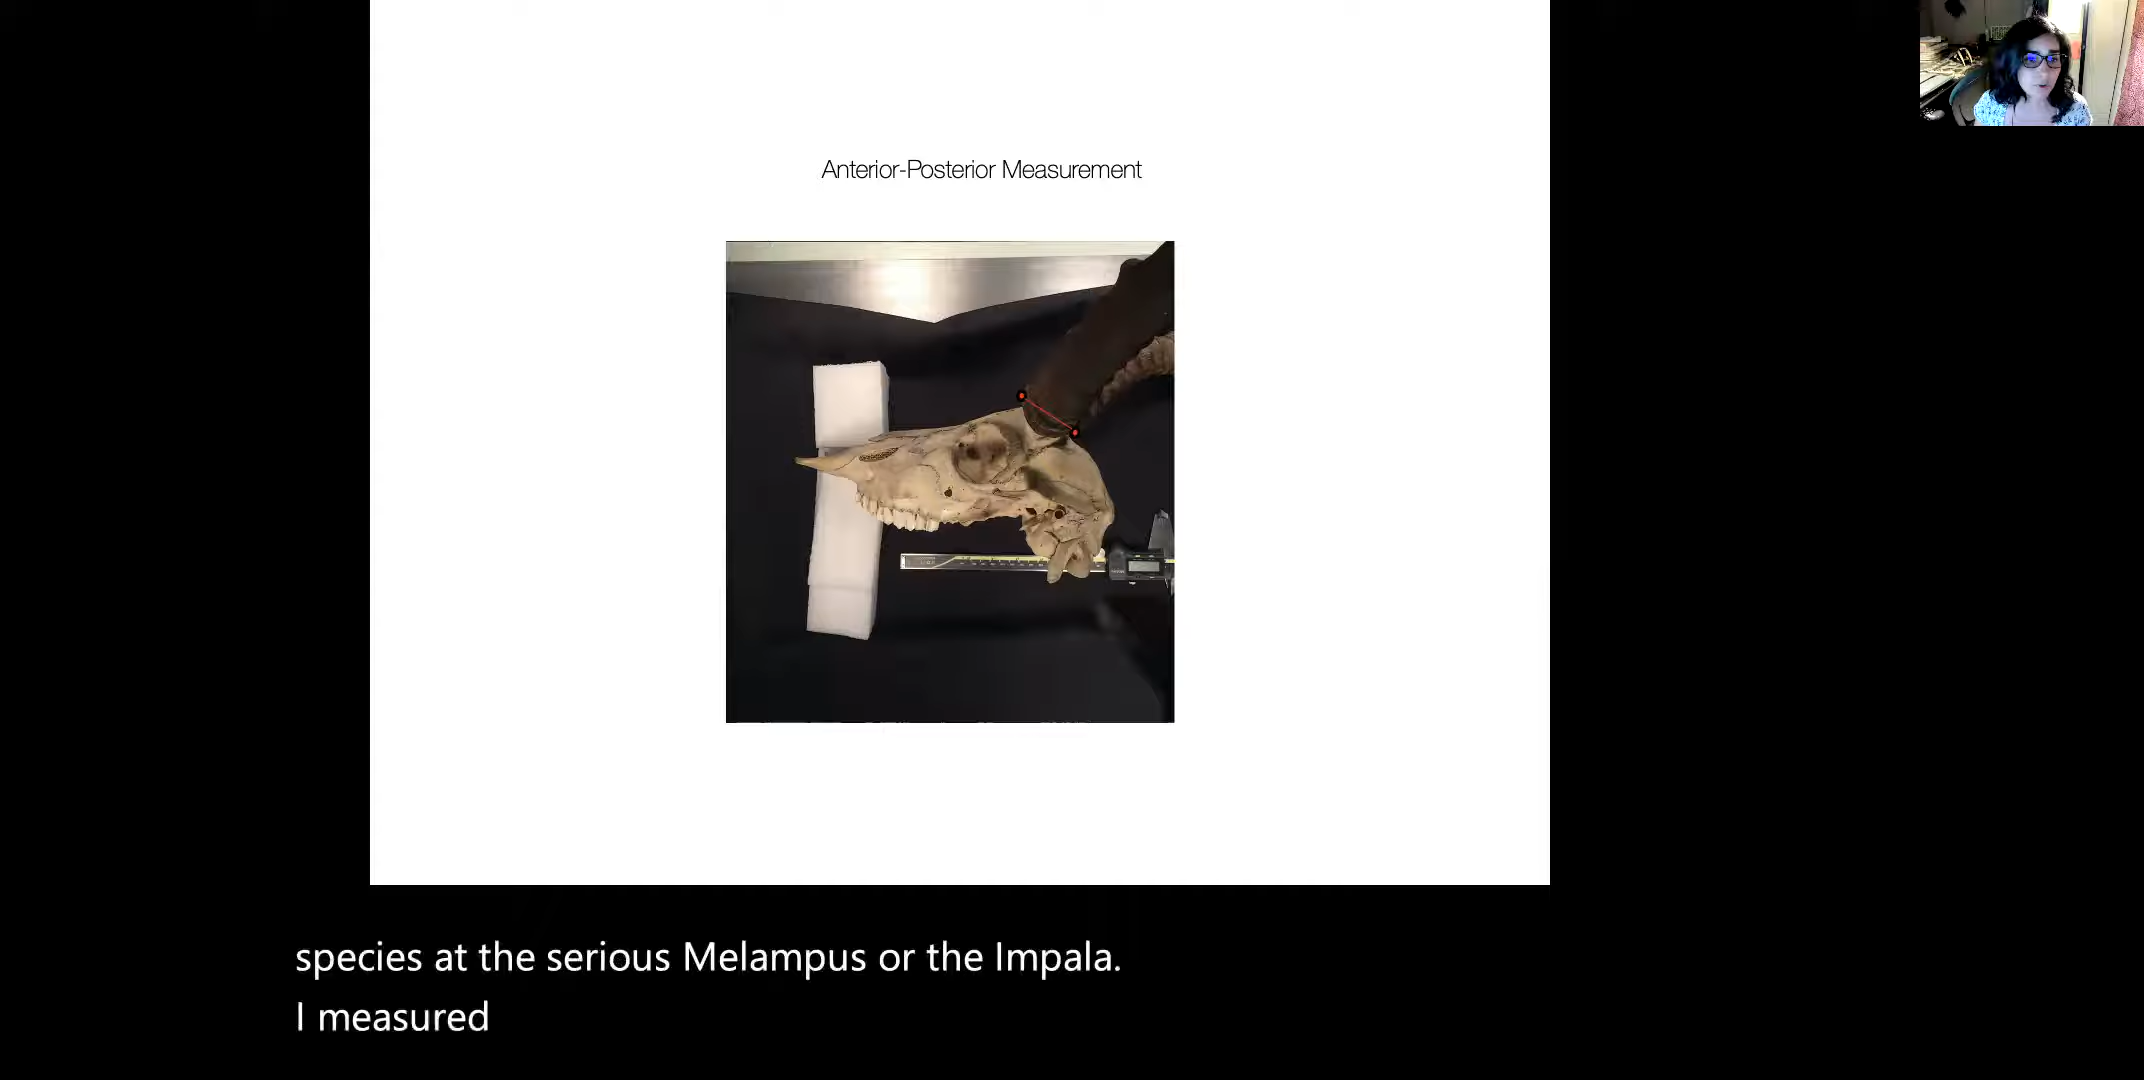 Anterior-Posterior Measurement
species at the serious Melampus or the Impala.
I measured